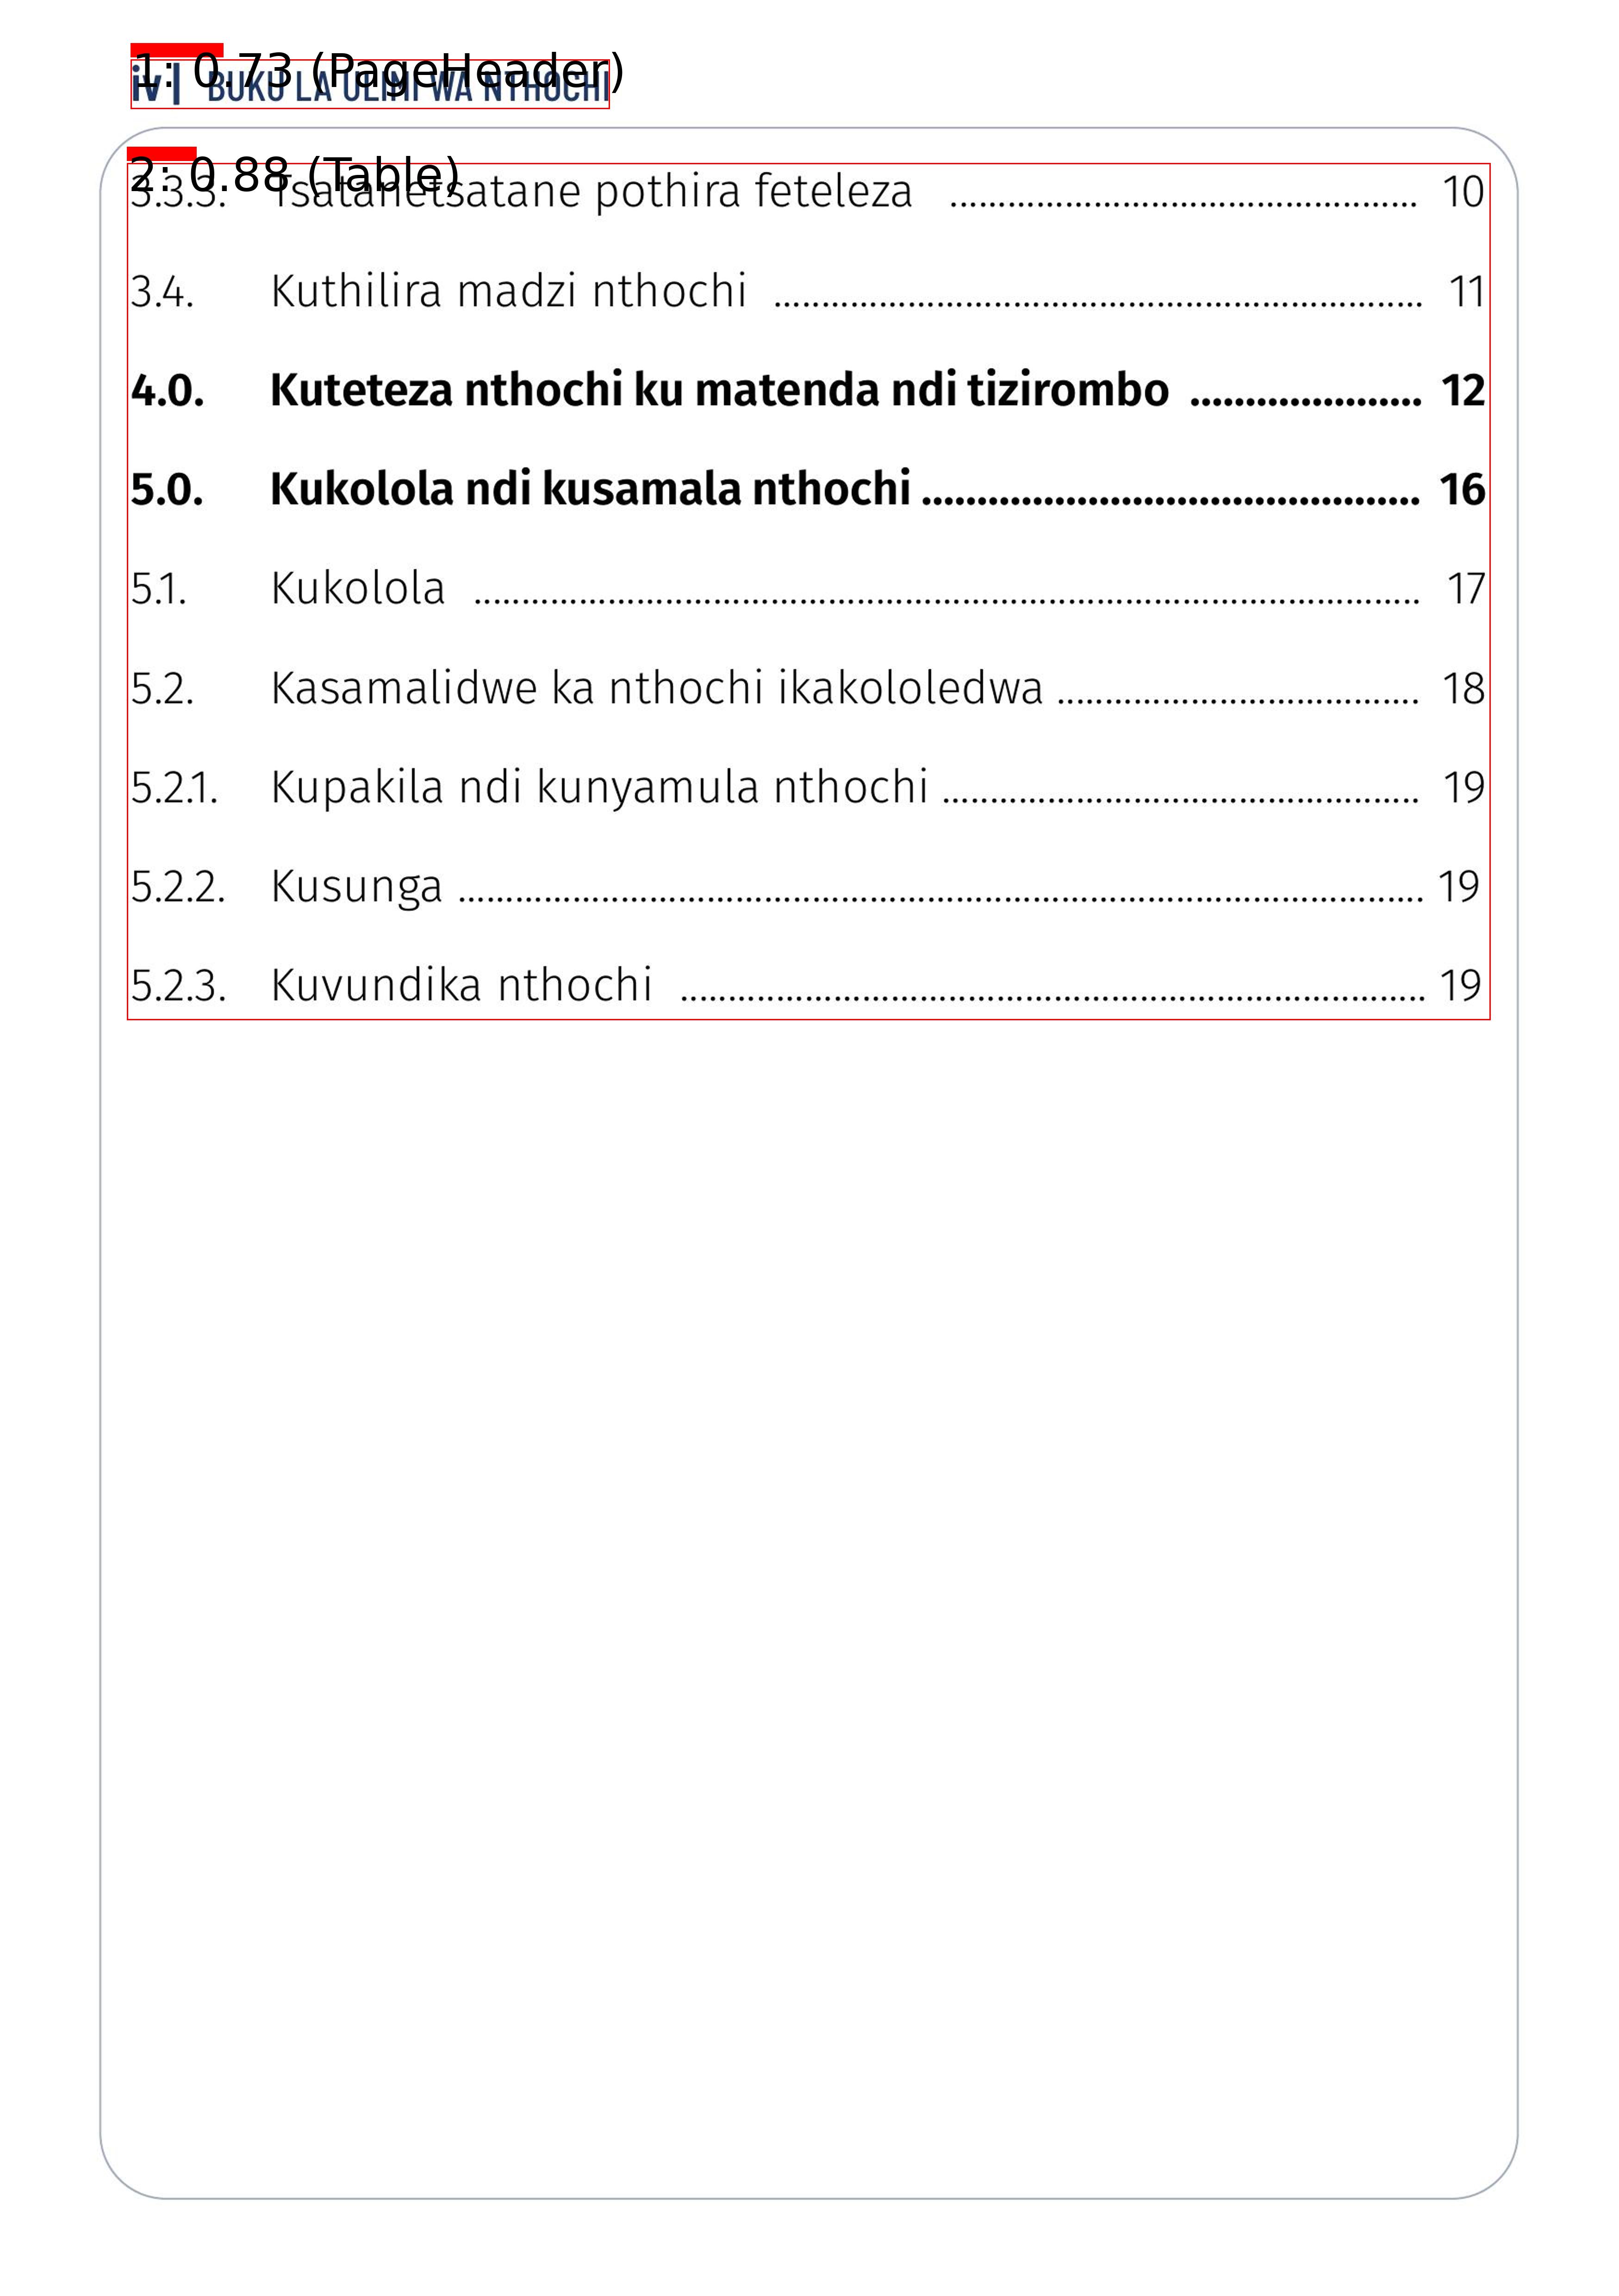 1: 0.73 (PageHeader)
iv| BUKU LA ULIMI WA NTHOCHI
2: 0.88 (Table)
3.3.3. Tsatanetsatane pothira feteleza ................................................. 10
3.4. Kuthilira madzi nthochi .................................................................... 11
4.0. Kuteteza nthochi ku matenda ndi tizirombo ..................... 12
5.0. Kukolola ndi kusamala nthochi ............................................. 16
5.1. Kukolola ................................................................................................... 17
5.2. Kasamalidwe ka nthochi ikakololedwa ...................................... 18
5.2.1. Kupakila ndi kunyamula nthochi .................................................. 19
5.2.2. Kusunga ..................................................................................................... 19
5.2.3. Kuvundika nthochi .............................................................................. 19